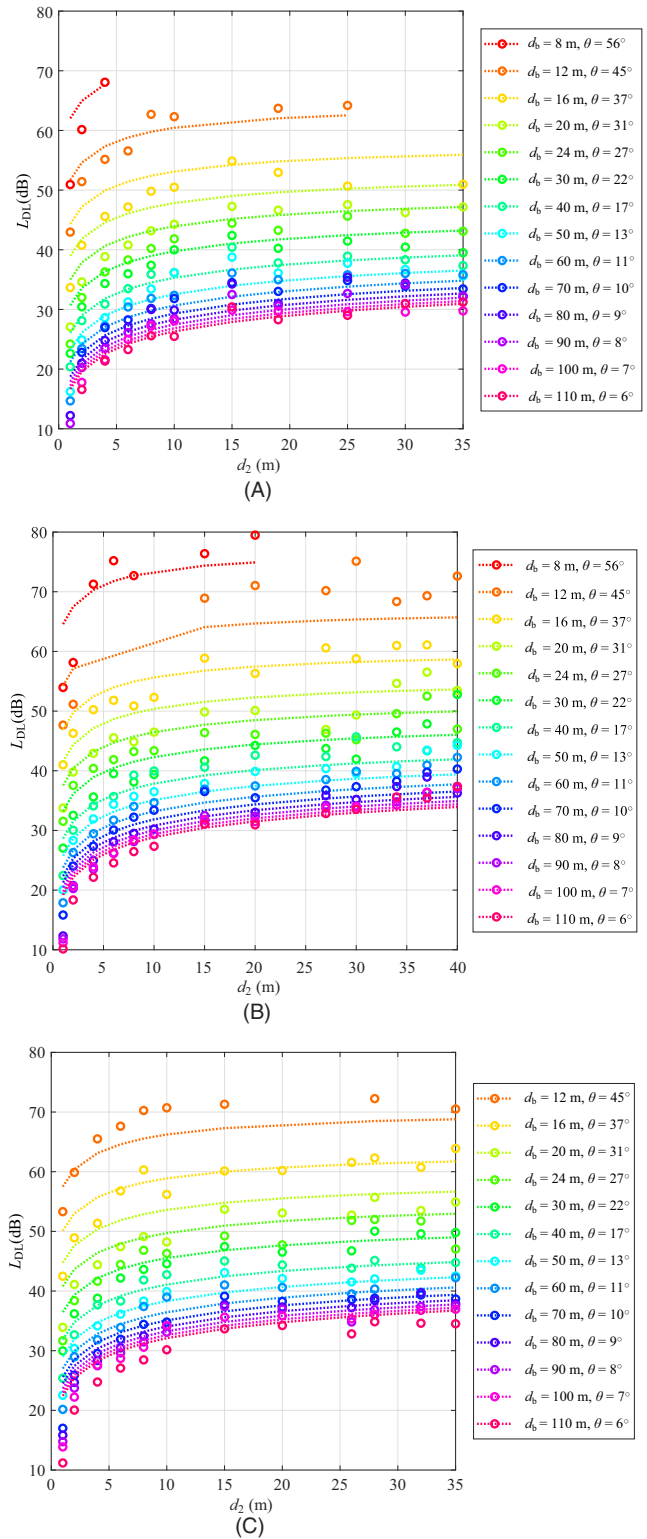 80
70
60
50
40
30
20
10
L_DL(dB)
0 5 10 15 20 25 30 35
d_2 (m)
(A)
d_b = 8 m, θ = 56°
d_b = 12 m, θ = 45°
d_b = 16 m, θ = 37°
d_b = 20 m, θ = 31°
d_b = 24 m, θ = 27°
d_b = 30 m, θ = 22°
d_b = 40 m, θ = 17°
d_b = 50 m, θ = 13°
d_b = 60 m, θ = 11°
d_b = 70 m, θ = 10°
d_b = 80 m, θ = 9°
d_b = 90 m, θ = 8°
d_b = 100 m, θ = 7°
d_b = 110 m, θ = 6°
80
70
60
50
40
30
20
10
L_DL(dB)
0 5 10 15 20 25 30 35 40
d_2 (m)
(B)
d_b = 8 m, θ = 56°
d_b = 12 m, θ = 45°
d_b = 16 m, θ = 37°
d_b = 20 m, θ = 31°
d_b = 24 m, θ = 27°
d_b = 30 m, θ = 22°
d_b = 40 m, θ = 17°
d_b = 50 m, θ = 13°
d_b = 60 m, θ = 11°
d_b = 70 m, θ = 10°
d_b = 80 m, θ = 9°
d_b = 90 m, θ = 8°
d_b = 100 m, θ = 7°
d_b = 110 m, θ = 6°
80
70
60
50
40
30
20
10
L_DL(dB)
0 5 10 15 20 25 30 35
d_2 (m)
(C)
d_b = 12 m, θ = 45°
d_b = 16 m, θ = 37°
d_b = 20 m, θ = 31°
d_b = 24 m, θ = 27°
d_b = 30 m, θ = 22°
d_b = 40 m, θ = 17°
d_b = 50 m, θ = 13°
d_b = 60 m, θ = 11°
d_b = 70 m, θ = 10°
d_b = 80 m, θ = 9°
d_b = 90 m, θ = 8°
d_b = 100 m, θ = 7°
d_b = 110 m, θ = 6°